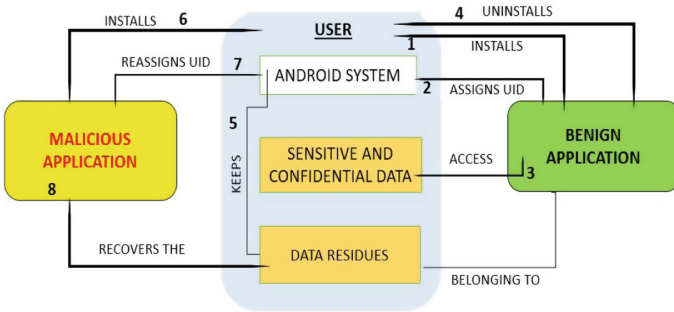 INSTALLS 6
USER
4 UNINSTALLS
1 INSTALLS
REASSIGNS UID 7
ANDROID SYSTEM
2 ASSIGNS UID
MALICIOUS
APPLICATION
8
5
KEEPS
SENSITIVE AND
CONFIDENTIAL DATA
ACCESS
3
BENIGN
APPLICATION
RECOVERS THE
DATA RESIDUES
BELONGING TO